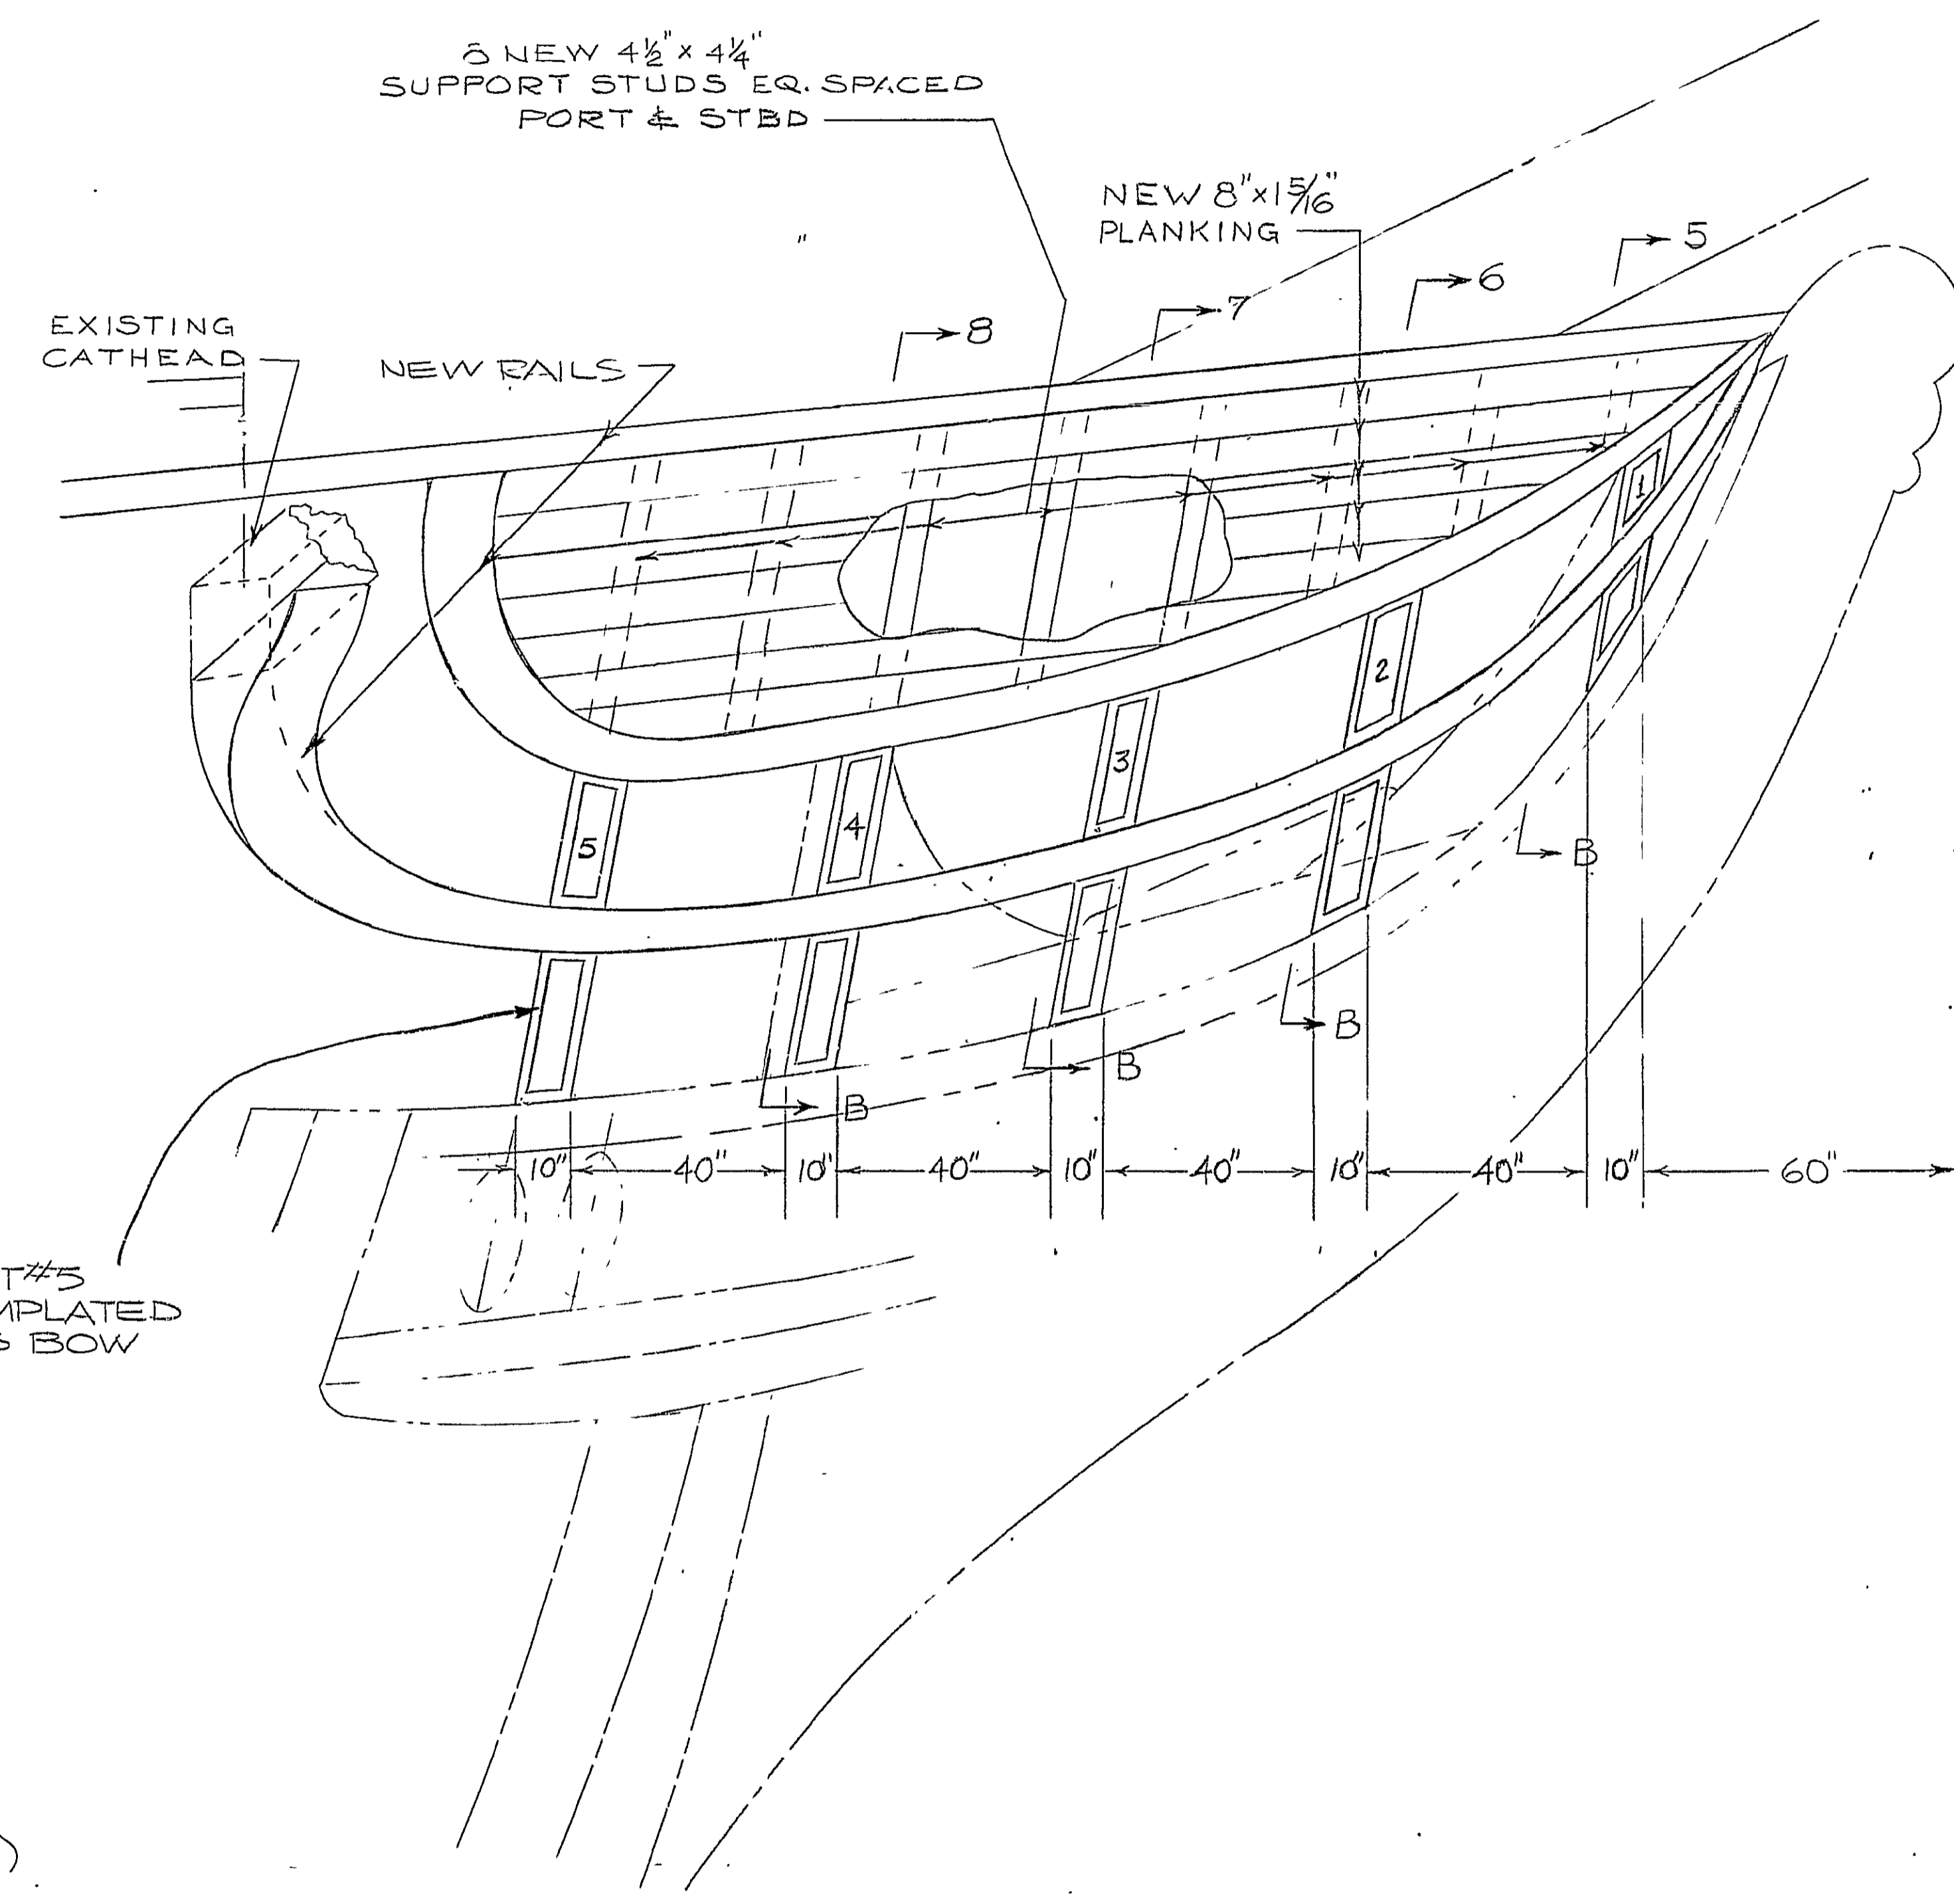 8 NEW 4½" x 4¼"
SUPPORT STUDS EQ. SPACED
PORT & STBD
NEW 8" x 1 5/16"
PLANKING
5
6
7
8
EXISTING
CATHEAD
NEW RAILS
1
2
3
4
5
B
B
B
B
10" 40" 10" 40" 10" 40" 10" 40" 10" 60"
T#5
MPLATED
S BOW